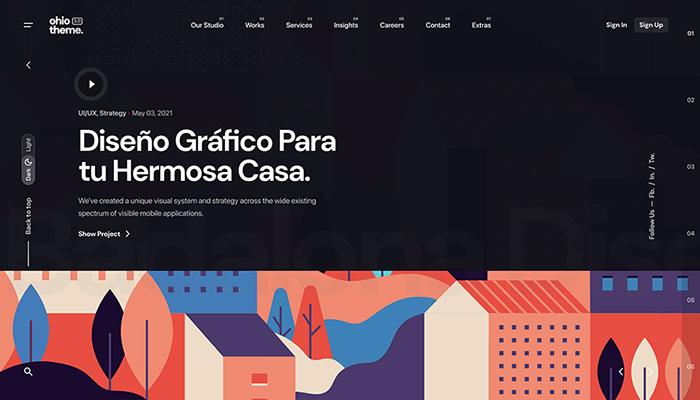 ohio
theme.
3.0
Our Studio 01
Works 02
Services 03
Insights 04
Careers 05
Contact 06
Extras 07
Sign In
Sign Up
UI/UX, Strategy • May 03, 2021
Diseño Gráfico Para
tu Hermosa Casa.
We've created a unique visual system and strategy across the wide existing
spectrum of visible mobile applications.
Show Project
Light
Dark
Back to top
01
02
03
04
05
06
Follow Us — Fb. / In. / Tw.
Badalona Dise